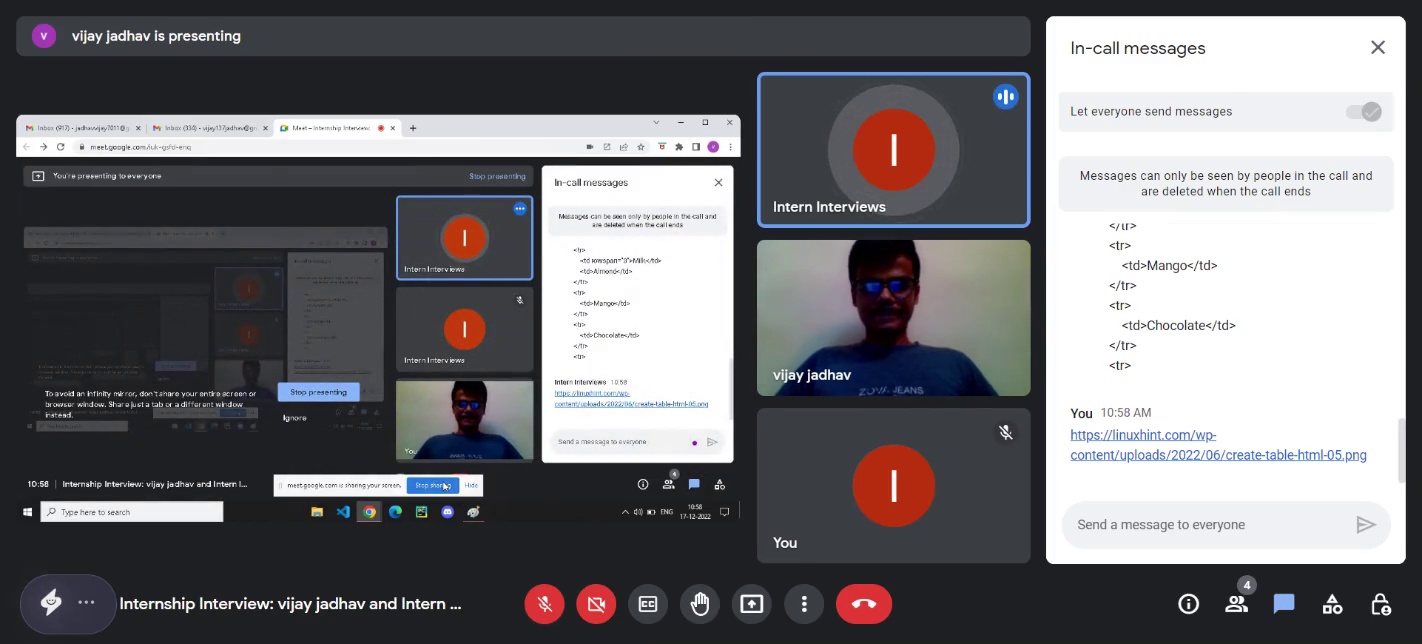 V
vijay jadhav is presenting
Inbox (917) - jadhavvijay7011@g
Inbox (330) - vijay137jadhav@gm
Meet – Internship Interview:
meet.google.com/iuk-gsfd-enq
You're presenting to everyone
Stop presenting
In-call messages
Messages can be seen only by people in the call and
are deleted when the call ends
<tr>
<td rowspan="3">Milk</td>
<td>Almond</td>
</tr>
<tr>
<td>Mango</td>
</tr>
<tr>
<td>Chocolate</td>
</tr>
<tr>
Intern Interviews 10:58
https://linuxhint.com/wp-
content/uploads/2022/06/create-table-html-05.png
Send a message to everyone
I
Intern Interviews
I
Intern Interviews
You
To avoid an infinity mirror, don't share your entire screen or
browser window. Share just a tab or a different window
instead.
Stop presenting
Ignore
10:58 | Internship Interview: vijay jadhav and Intern I...
meet.google.com is sharing your screen.
Stop sharing
Hide
4
Type here to search
ENG
10:58
17-12-2022
I
Intern Interviews
ZOVI JEANS
vijay jadhav
I
You
In-call messages
Let everyone send messages
Messages can only be seen by people in the call and
are deleted when the call ends
</tr>
<tr>
<td>Mango</td>
</tr>
<tr>
<td>Chocolate</td>
</tr>
<tr>
You 10:58 AM
https://linuxhint.com/wp-
content/uploads/2022/06/create-table-html-05.png
Send a message to everyone
Internship Interview: vijay jadhav and Intern ...
CC
4